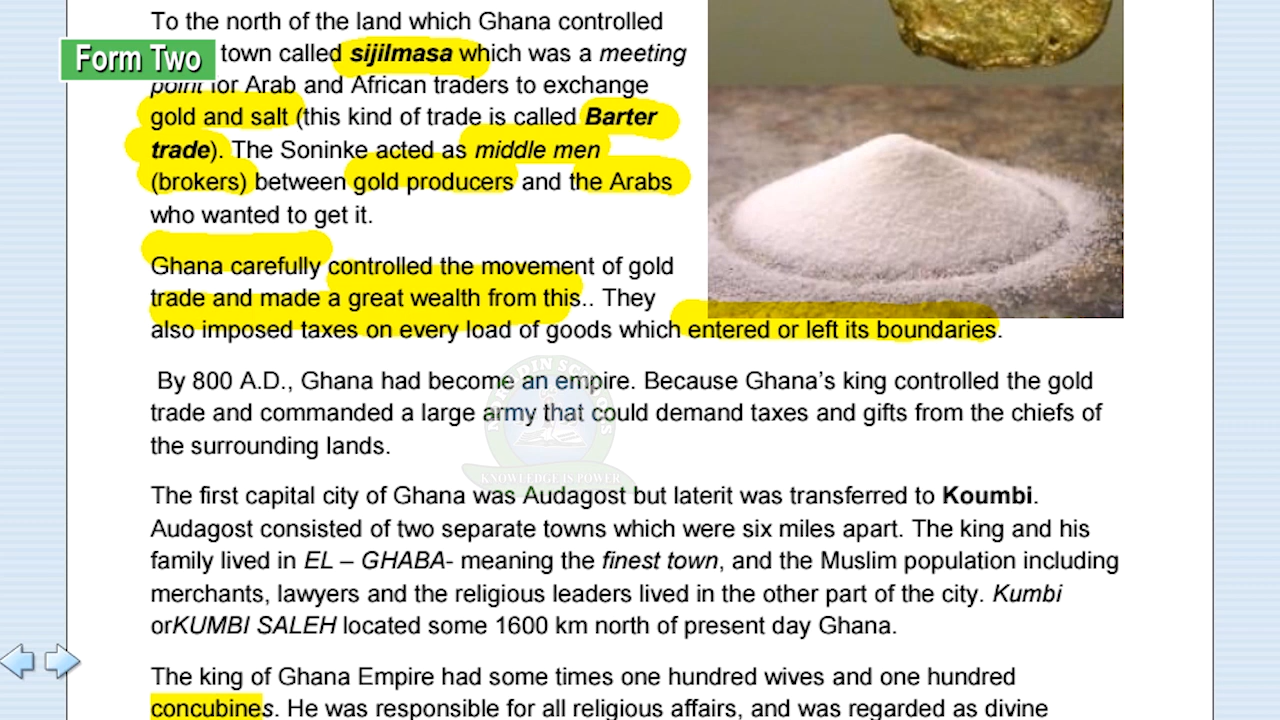 To the north of the land which Ghana controlled
Form Two
town called sijilmasa which was a meeting
point for Arab and African traders to exchange
gold and salt (this kind of trade is called Barter
trade). The Soninke acted as middle men
(brokers) between gold producers and the Arabs
who wanted to get it.
Ghana carefully controlled the movement of gold
trade and made a great wealth from this.. They
also imposed taxes on every load of goods which entered or left its boundaries.
By 800 A.D., Ghana had become an empire. Because Ghana's king controlled the gold
trade and commanded a large army that could demand taxes and gifts from the chiefs of
the surrounding lands.
KNOWLEDGE IS POWER
The first capital city of Ghana was Audagost but laterit was transferred to Koumbi.
Audagost consisted of two separate towns which were six miles apart. The king and his
family lived in EL – GHABA- meaning the finest town, and the Muslim population including
merchants, lawyers and the religious leaders lived in the other part of the city. Kumbi
orKUMBI SALEH located some 1600 km north of present day Ghana.
The king of Ghana Empire had some times one hundred wives and one hundred
concubines. He was responsible for all religious affairs, and was regarded as divine